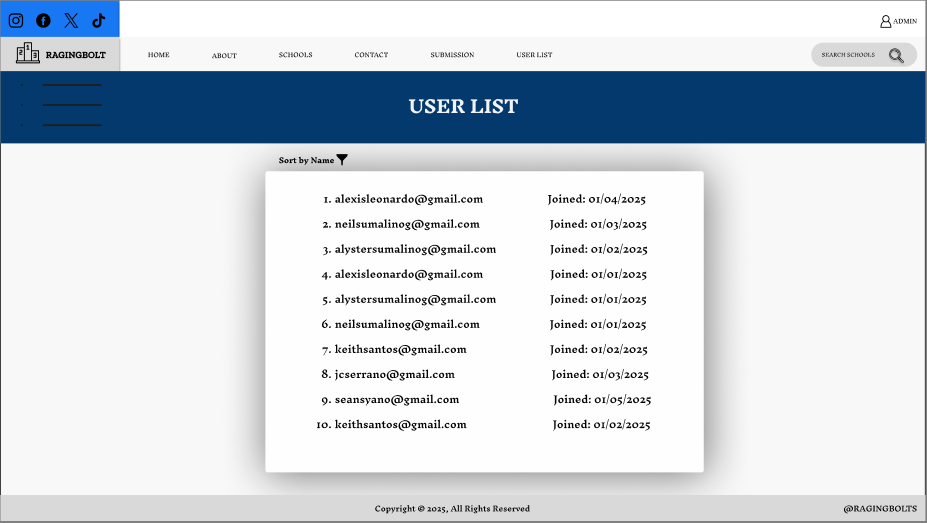 ADMIN
2 1 3 RAGINGBOLT HOME ABOUT SCHOOLS CONTACT SUBMISSION USER LIST SEARCH SCHOOLS
USER LIST
Sort by Name
1. alexisleonardo@gmail.com Joined: 01/04/2025
2. neilsumalinog@gmail.com Joined: 01/03/2025
3. alystersumalinog@gmail.com Joined: 01/02/2025
4. alexisleonardo@gmail.com Joined: 01/01/2025
5. alystersumalinog@gmail.com Joined: 01/01/2025
6. neilsumalinog@gmail.com Joined: 01/01/2025
7. keithsantos@gmail.com Joined: 01/02/2025
8. jcserrano@gmail.com Joined: 01/03/2025
9. seansyano@gmail.com Joined: 01/05/2025
10. keithsantos@gmail.com Joined: 01/02/2025
Copyright © 2025, All Rights Reserved @RAGINGBOLTS